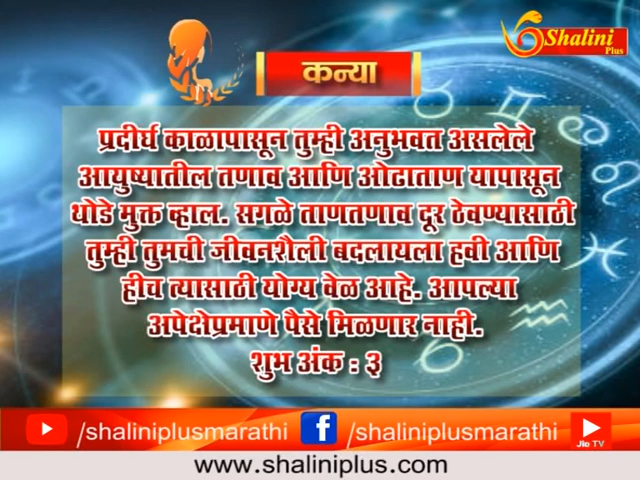 Shalini
Plus
कन्या
प्रदीर्घ काळापासून तुम्ही अनुभवत असलेले
आयुष्यातील तणाव आणि ओढाताण यापासून
थोडे मुक्त व्हाल. सगळे ताणतणाव दूर ठेवण्यासाठी
तुम्ही तुमची जीवनशैली बदलायला हवी आणि
हीच त्यासाठी योग्य वेळ आहे. आपल्या
अपेक्षेप्रमाणे पैसे मिळणार नाही.
शुभ अंक : ३
/shaliniplusmarathi /shaliniplusmarathi Jio TV
www.shaliniplus.com